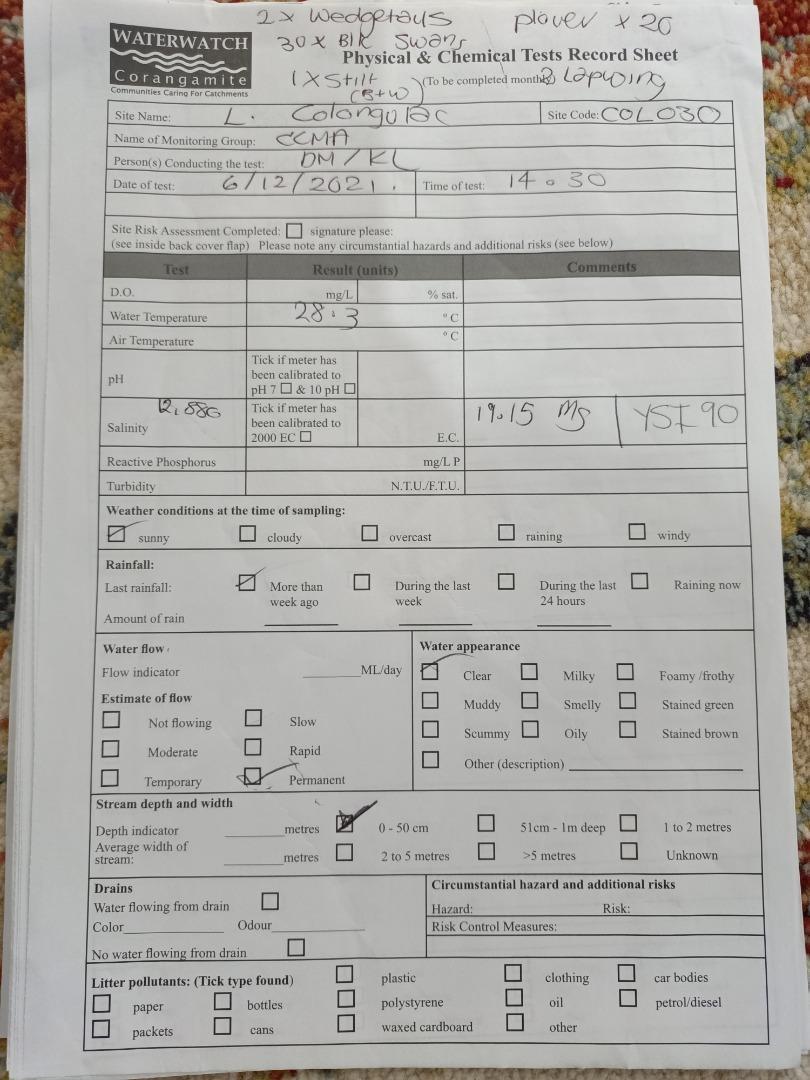 2 x Wedgetails plover x 20
30 x Blk Swans
WATERWATCH
Corangamite
Communities Caring For Catchments
Physical & Chemical Tests Record Sheet
1 x Stilt (B+W)
(To be completed monthly)
3 Lapwing
Site Name: L. Colongulac Site Code: COL030
Name of Monitoring Group: CCMA
Person(s) Conducting the test: DM / KL
Date of test: 6/12/2021. Time of test: 14.30
Site Risk Assessment Completed: signature please:
(see inside back cover flap) Please note any circumstantial hazards and additional risks (see below)
Test Result (units) Comments
D.O. mg/L % sat.
Water Temperature 28.3 °C
Air Temperature °C
pH
Tick if meter has
been calibrated to
pH 7 & 10 pH
Salinity
Tick if meter has
been calibrated to
2000 EC E.C.
19.15 Ms YSI 90
Reactive Phosphorus mg/L P
Turbidity N.T.U./F.T.U.
Weather conditions at the time of sampling:
sunny cloudy overcast raining windy
Rainfall:
Last rainfall: More than During the last During the last Raining now
week ago week 24 hours
Amount of rain
Water flow
Flow indicator ML/day
Estimate of flow
Not flowing Slow
Moderate Rapid
Temporary Permanent
Water appearance
Clear Milky Foamy /frothy
Muddy Smelly Stained green
Scummy Oily Stained brown
Other (description)
Stream depth and width
Depth indicator metres 0 - 50 cm 51cm - 1m deep 1 to 2 metres
Average width of
stream: metres 2 to 5 metres >5 metres Unknown
Drains
Water flowing from drain
Color Odour
No water flowing from drain
Circumstantial hazard and additional risks
Hazard: Risk:
Risk Control Measures:
Litter pollutants: (Tick type found) plastic clothing car bodies
paper bottles polystyrene oil petrol/diesel
packets cans waxed cardboard other